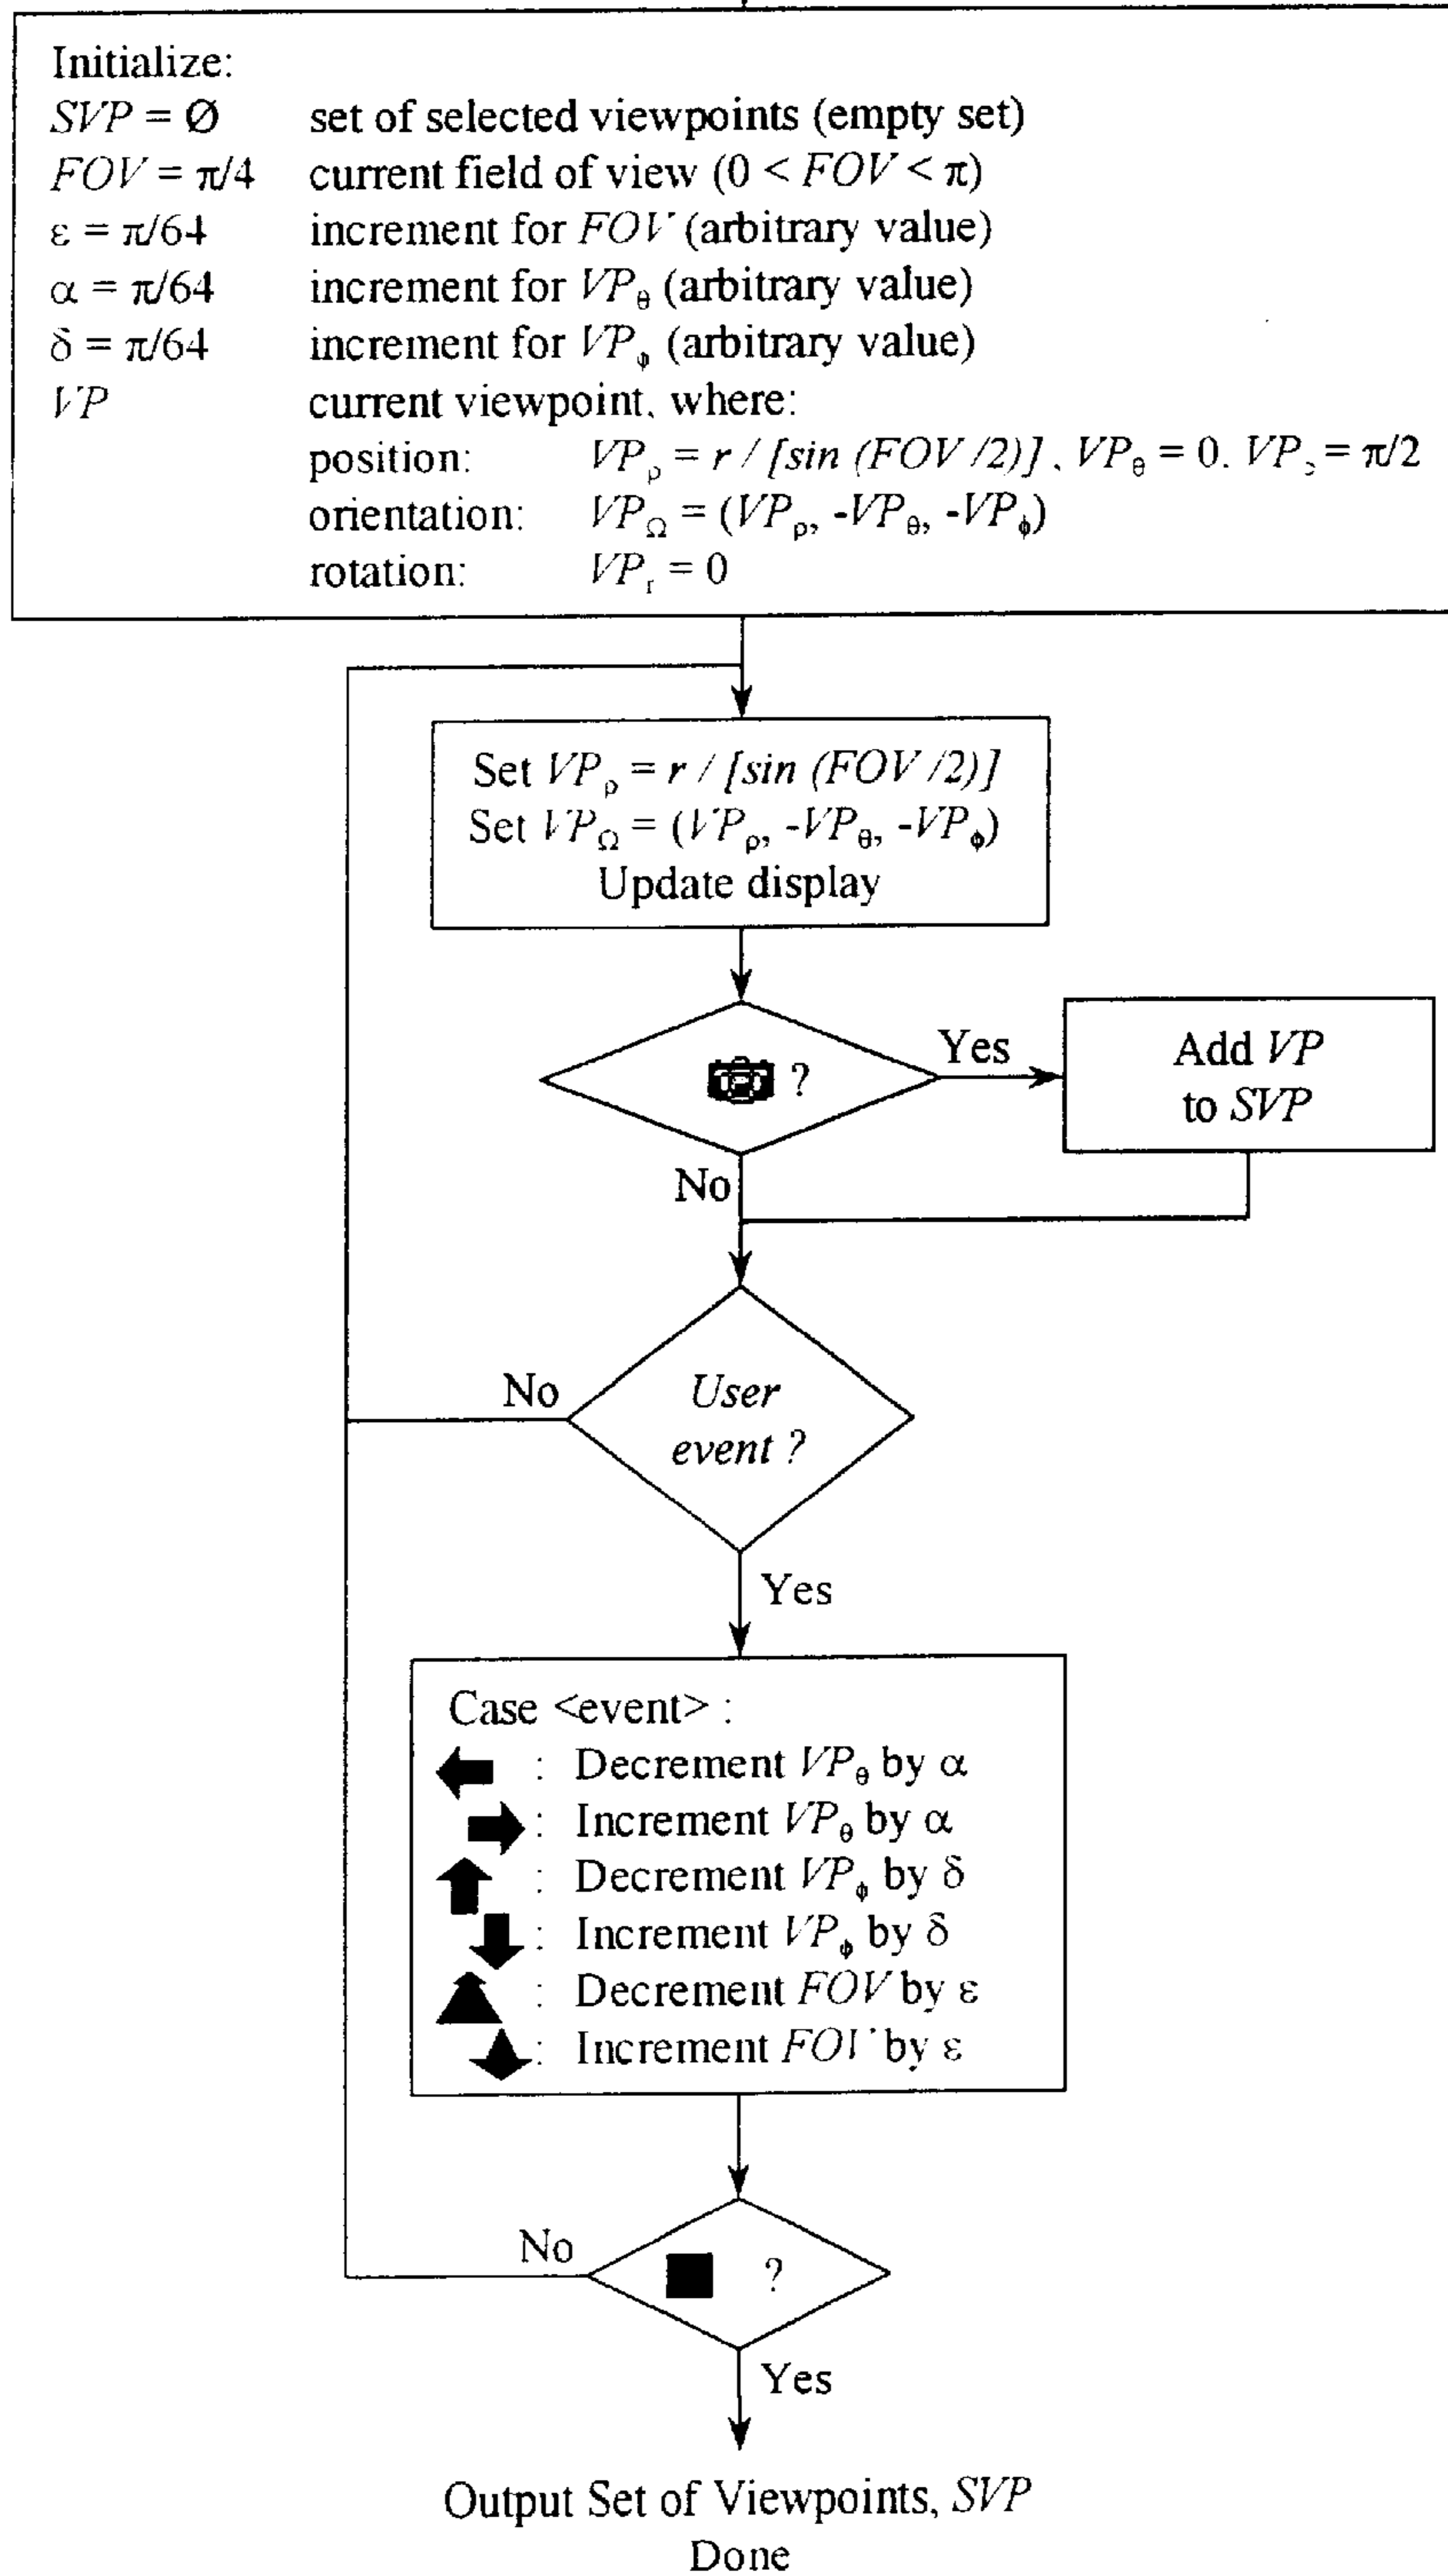 Initialize:
SVP = Ø set of selected viewpoints (empty set)
FOV = π/4 current field of view (0 < FOV < π)
ε = π/64 increment for FOV (arbitrary value)
α = π/64 increment for VPθ (arbitrary value)
δ = π/64 increment for VPϕ (arbitrary value)
VP current viewpoint, where:
position: VPρ = r / [sin (FOV/2)], VPθ = 0. VP = π/2
orientation: VPΩ = (VPρ, -VPθ, -VPϕ)
rotation: VPr = 0
Set VPρ = r / [sin (FOV/2)]
Set VPΩ = (VPρ, -VPθ, -VPϕ)
Update display
?
Yes
Add VP
to SVP
No
User
event ?
No
Yes
Case <event> :
: Decrement VPθ by α
: Increment VPθ by α
: Decrement VPϕ by δ
: Increment VPϕ by δ
: Decrement FOV by ε
: Increment FOV by ε
?
No
Yes
Output Set of Viewpoints, SVP
Done